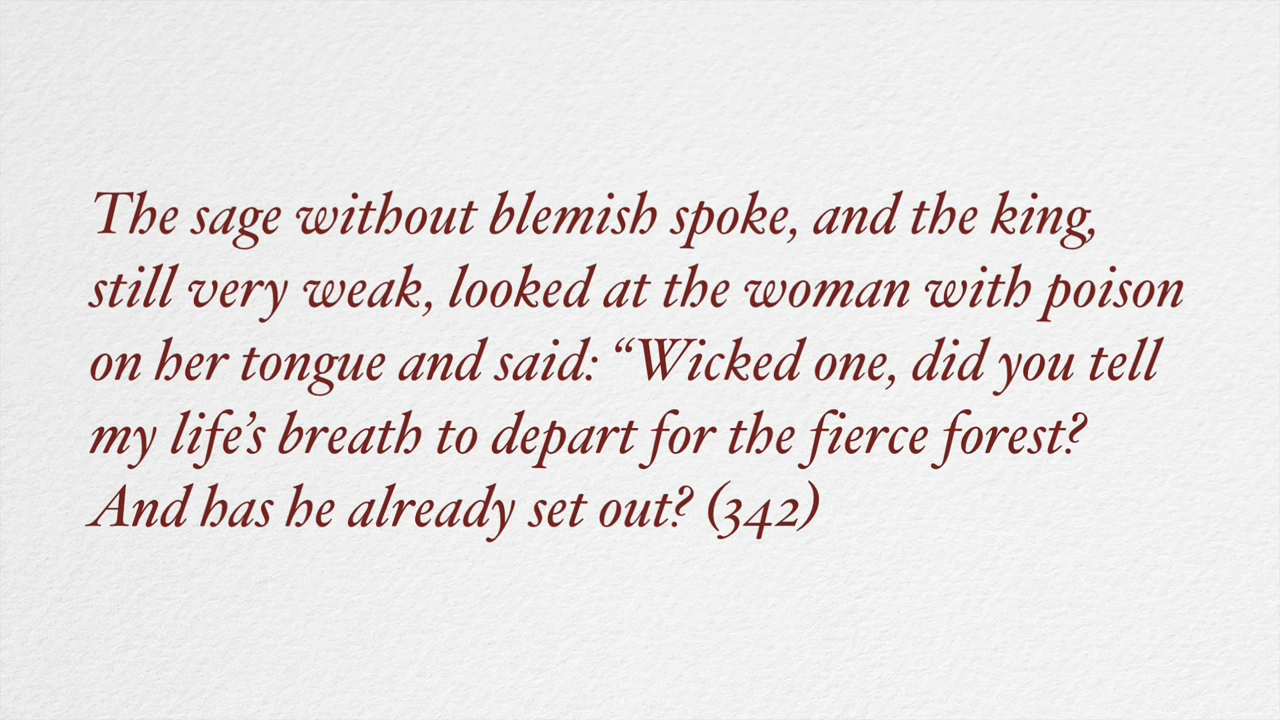 The sage without blemish spoke, and the king,
still very weak, looked at the woman with poison
on her tongue and said: “Wicked one, did you tell
my life’s breath to depart for the fierce forest?
And has he already set out? (342)